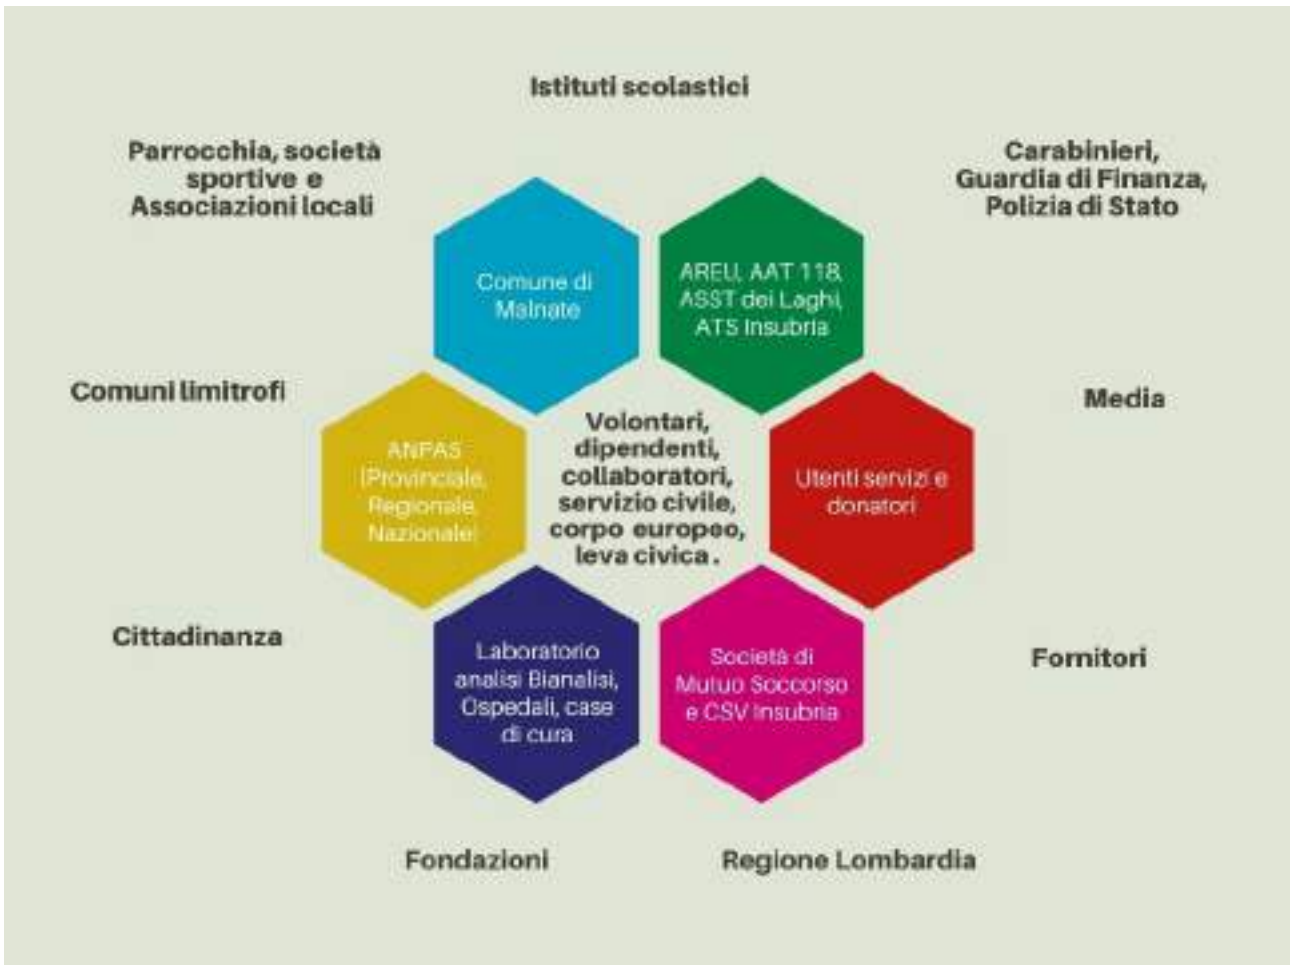 Istituti scolastici
Parrocchia, società
sportive e
Associazioni locali
Carabinieri,
Guardia di Finanza,
Polizia di Stato
Comune di
Malnate
AREU, AAT 118,
ASST dei Laghi,
ATS Insubria
Comuni limitrofi
Media
ANPAS
(Provinciale,
Regionale,
Nazionale)
Volontari,
dipendenti,
collaboratori,
servizio civile,
corpo europeo,
leva civica.
Utenti servizi e
donatori
Cittadinanza
Fornitori
Laboratorio
analisi Bianalisi,
Ospedali, case
di cura
Società di
Mutuo Soccorso
e CSV Insubria
Fondazioni
Regione Lombardia